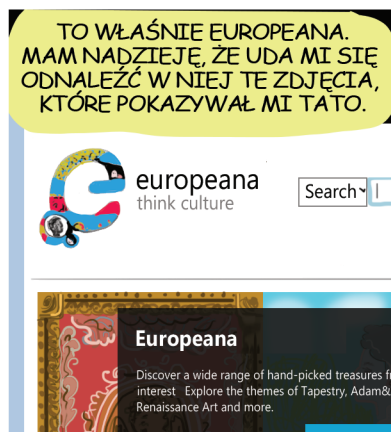 TO WŁAŚNIE EUROPEANA.
MAM NADZIEJĘ, ŻE UDA MI SIĘ
ODNALEŹĆ W NIEJ TE ZDJĘCIA,
KTÓRE POKAZYWAŁ MI TATO.
europeana
think culture
Search
Europeana
Discover a wide range of hand-picked treasures
interest Explore the themes of Tapestry, Adam&
Renaissance Art and more.